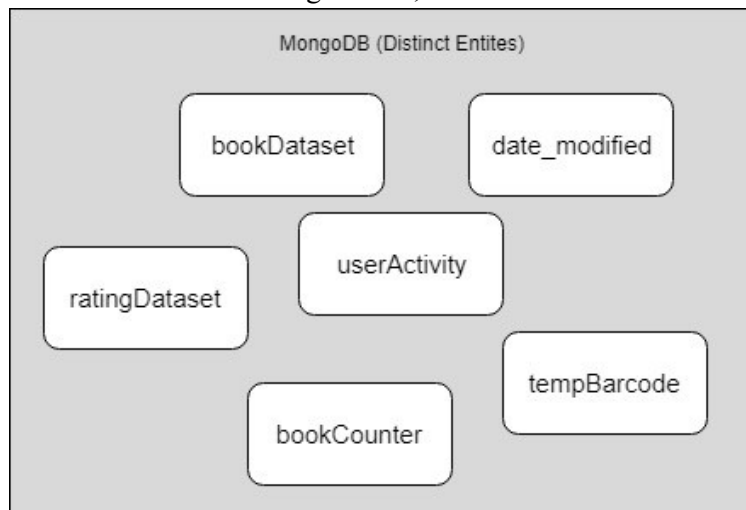 MongoDB (Distinct Entites)
bookDataset
date_modified
userActivity
ratingDataset
tempBarcode
bookCounter